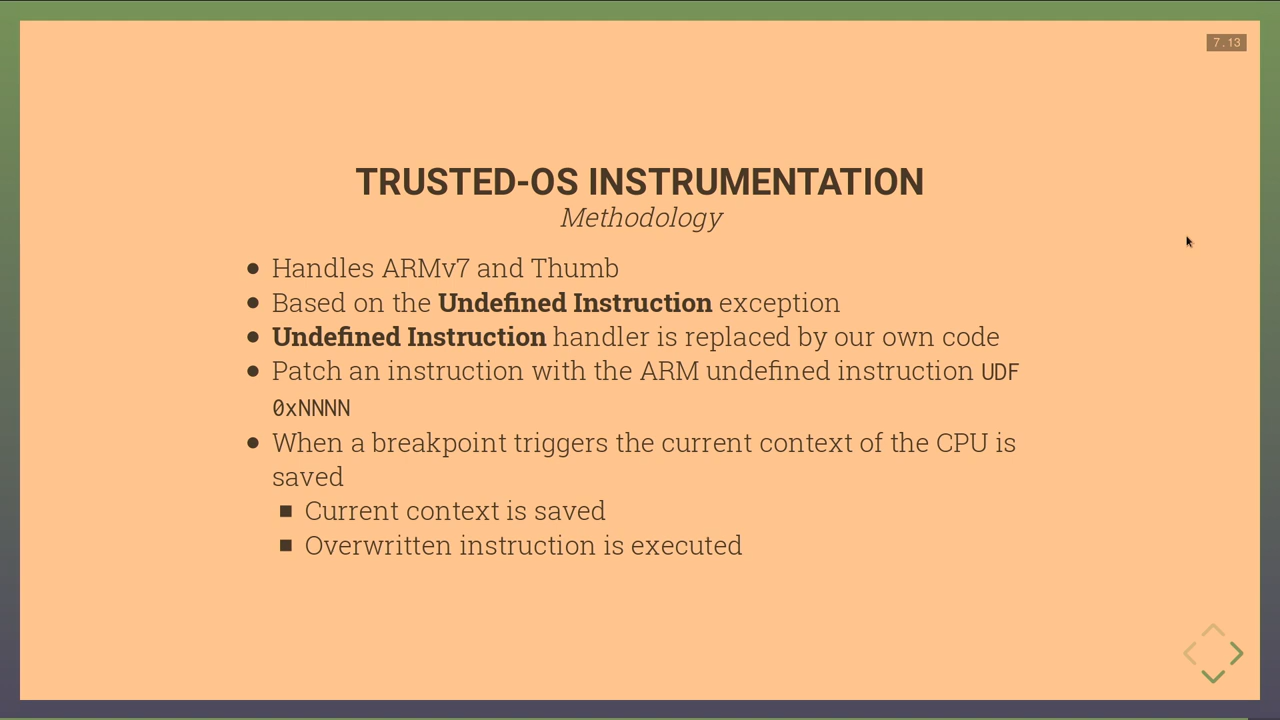 7.13
TRUSTED-OS INSTRUMENTATION
Methodology
Handles ARMv7 and Thumb
Based on the Undefined Instruction exception
Undefined Instruction handler is replaced by our own code
Patch an instruction with the ARM undefined instruction UDF
0xNNNN
When a breakpoint triggers the current context of the CPU is
saved
Current context is saved
Overwritten instruction is executed